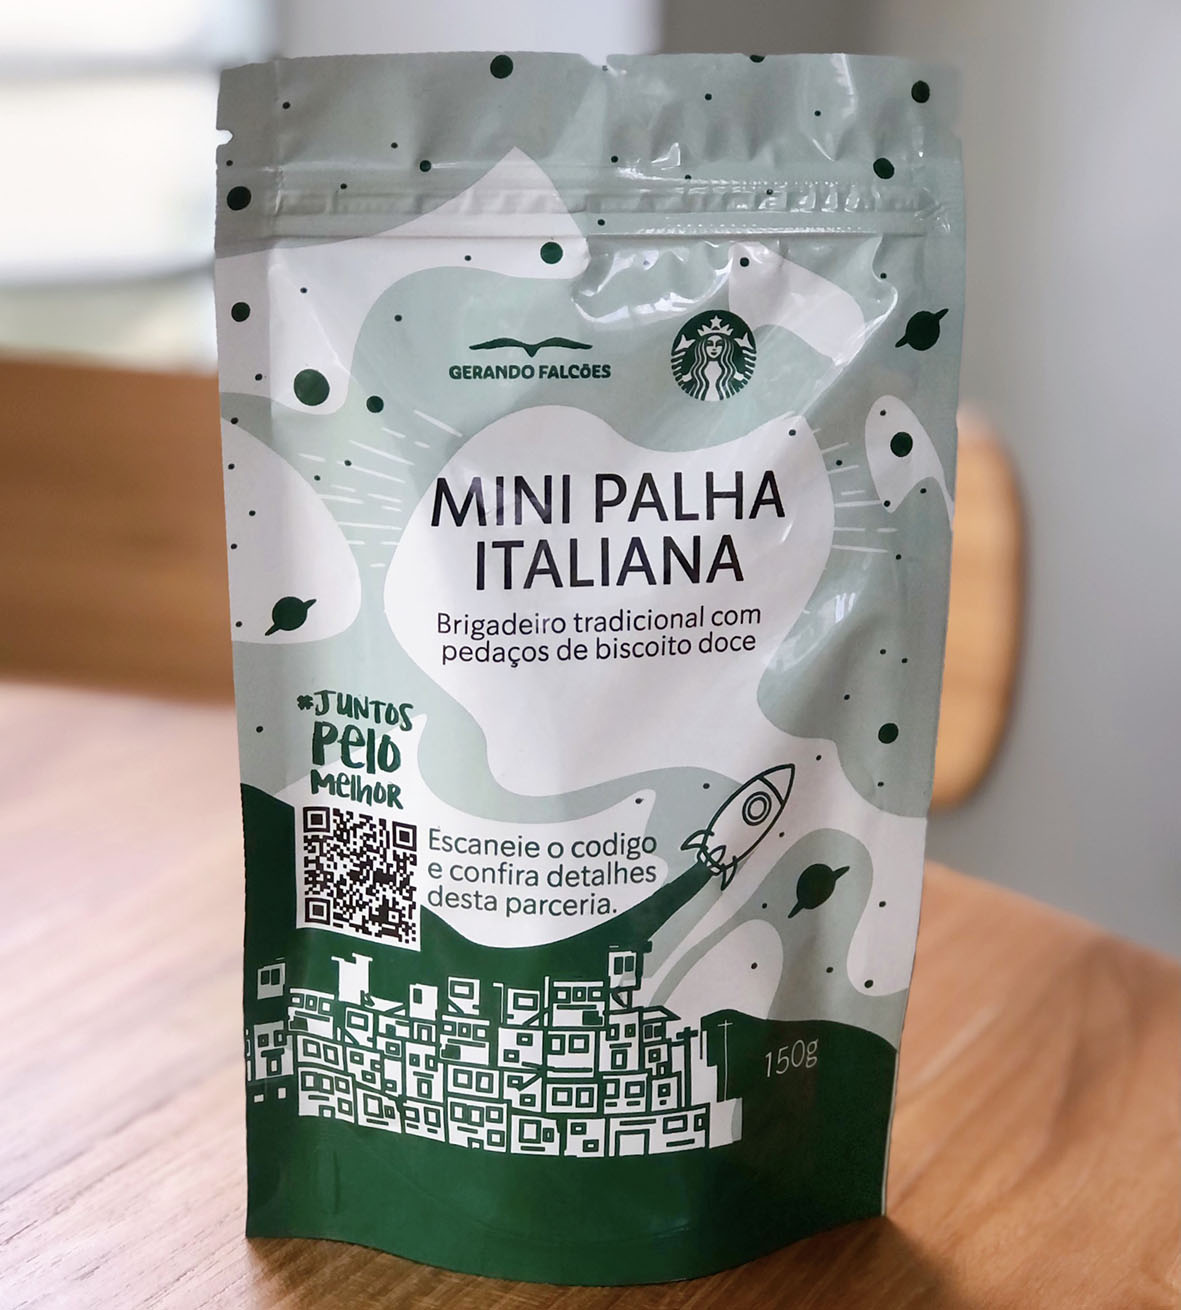 GERANDO FALCÕES
MINI PALHA
ITALIANA
Brigadeiro tradicional com
pedaços de biscoito doce
#JUNTOS
Pelo
MelHOR
Escaneie o codigo
e confira detalhes
desta parceria.
150g